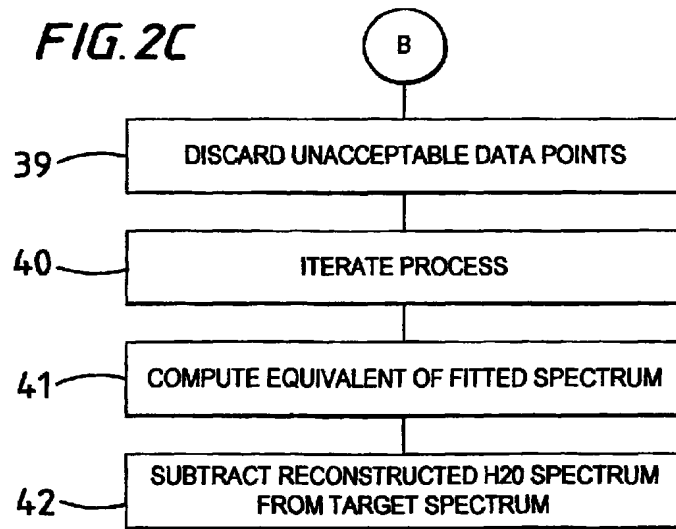 FIG. 2C
B
39
DISCARD UNACCEPTABLE DATA POINTS
40
ITERATE PROCESS
41
COMPUTE EQUIVALENT OF FITTED SPECTRUM
42
SUBTRACT RECONSTRUCTED H20 SPECTRUM
FROM TARGET SPECTRUM